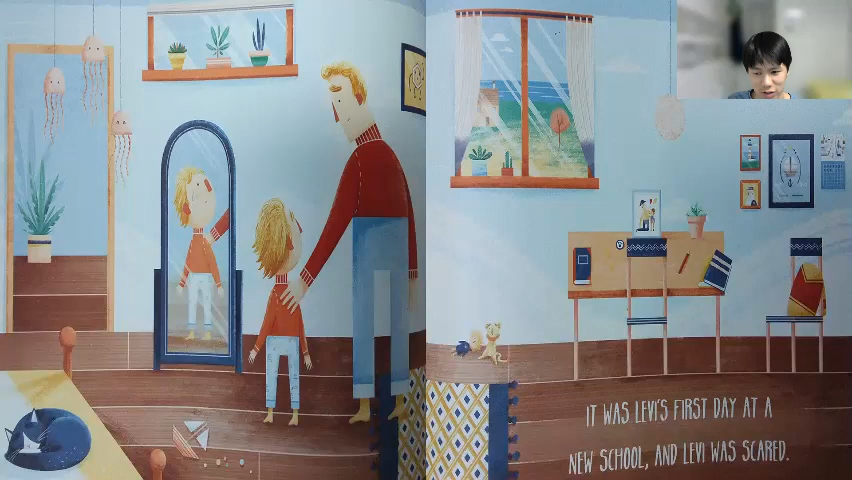 IT WAS LEVI'S FIRST DAY AT A
NEW SCHOOL, AND LEVI WAS SCARED.